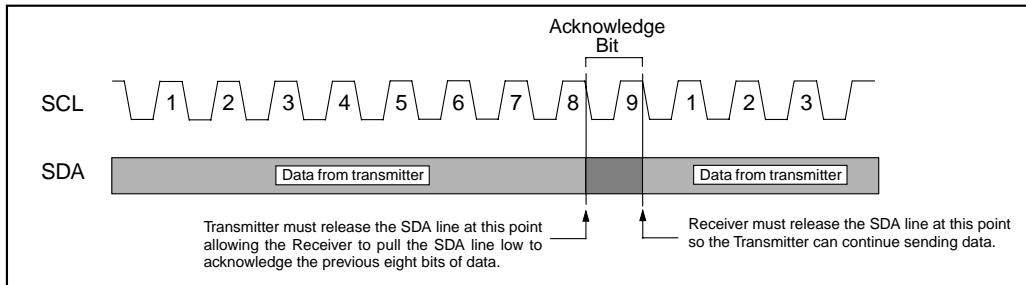 Acknowledge
Bit
SCL 1 2 3 4 5 6 7 8 9 1 2 3
SDA Data from transmitter Data from transmitter
Transmitter must release the SDA line at this point
allowing the Receiver to pull the SDA line low to
acknowledge the previous eight bits of data.
Receiver must release the SDA line at this point
so the Transmitter can continue sending data.